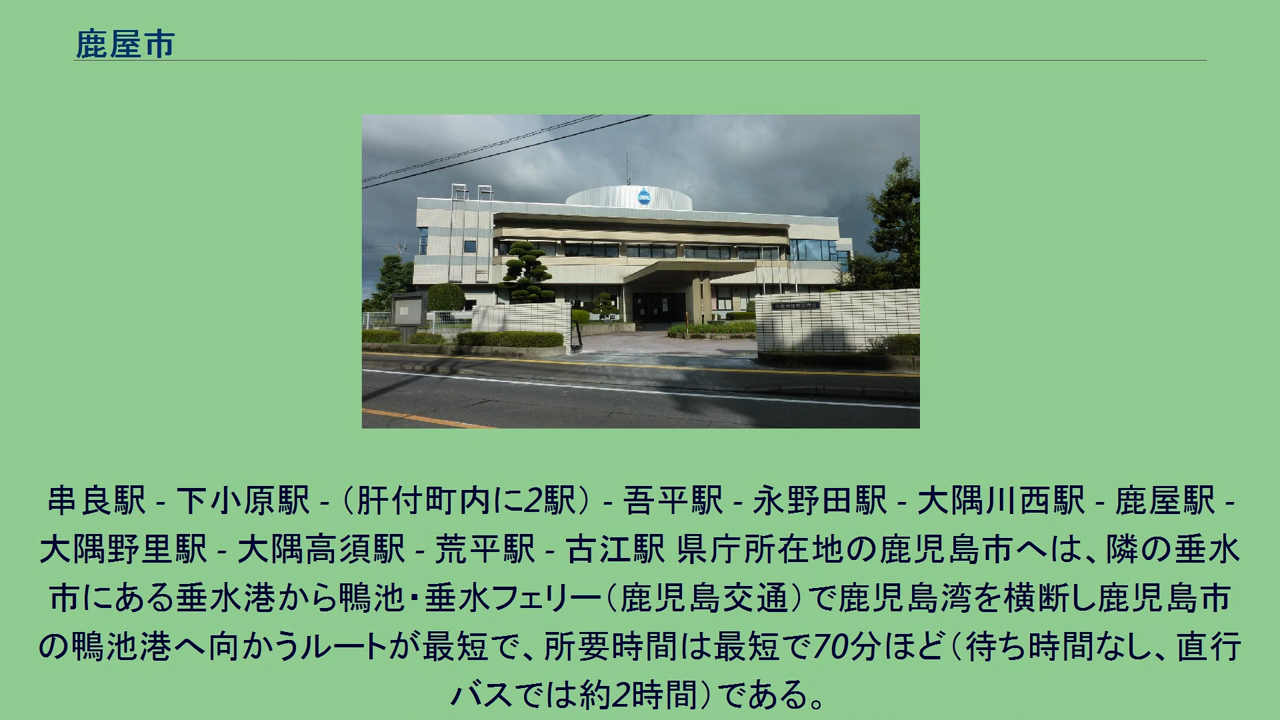 鹿屋市
串良駅 - 下小原駅 - （肝付町内に2駅） - 吾平駅 - 永野田駅 - 大隅川西駅 - 鹿屋駅 -
大隅野里駅 - 大隅高須駅 - 荒平駅 - 古江駅 県庁所在地の鹿児島市へは、隣の垂水
市にある垂水港から鴨池・垂水フェリー（鹿児島交通）で鹿児島湾を横断し鹿児島市
の鴨池港へ向かうルートが最短で、所要時間は最短で70分ほど（待ち時間なし、直行
バスでは約2時間）である。